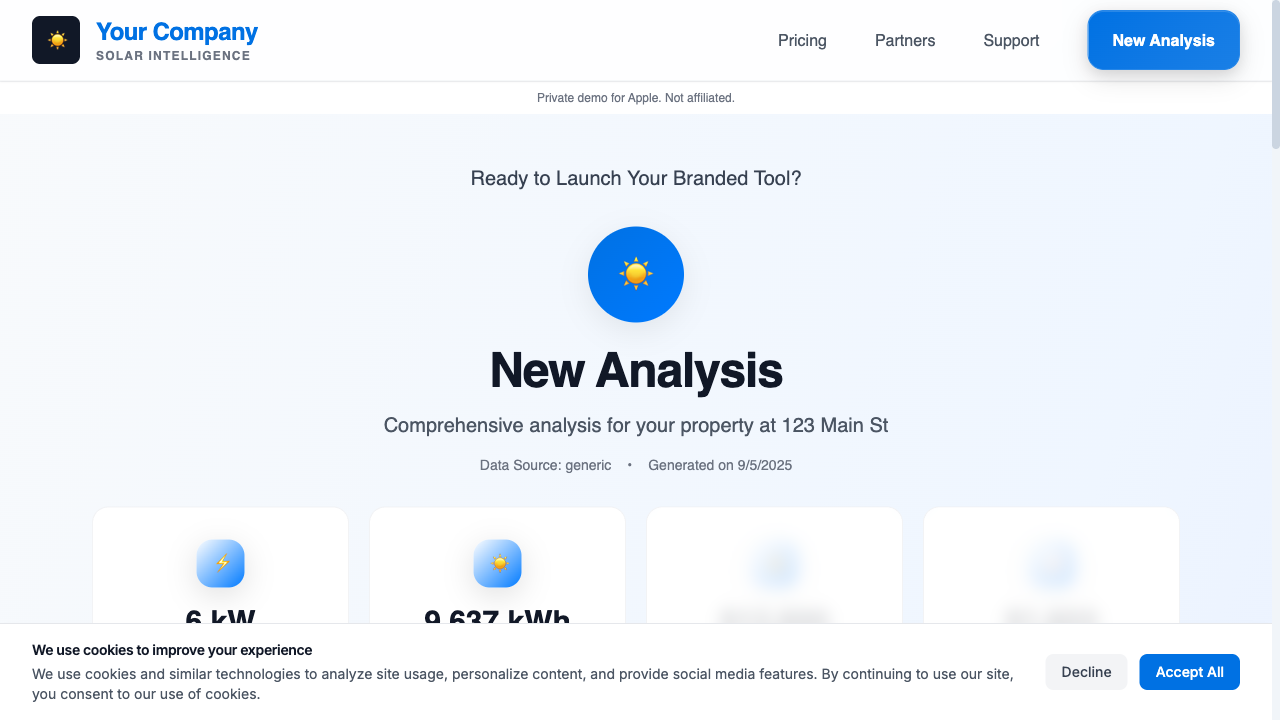 Your Company
SOLAR INTELLIGENCE
Pricing
Partners
Support
New Analysis
Private demo for Apple. Not affiliated.
Ready to Launch Your Branded Tool?
New Analysis
Comprehensive analysis for your property at 123 Main St
Data Source: generic • Generated on 9/5/2025
6 kW
9,637 kWh
We use cookies to improve your experience
We use cookies and similar technologies to analyze site usage, personalize content, and provide social media features. By continuing to use our site,
you consent to our use of cookies.
Decline
Accept All